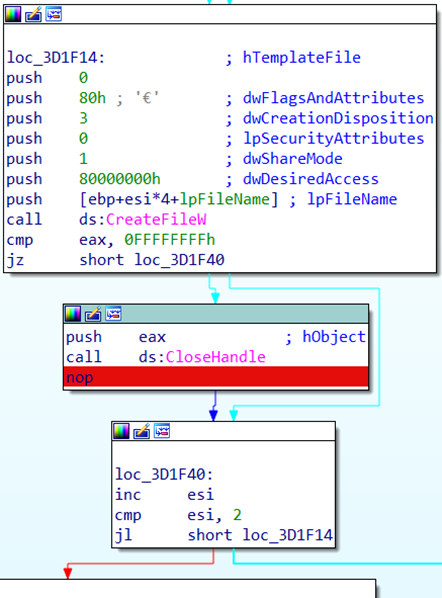 loc_3D1F14: ; hTemplateFile
push 0
push 80h ; '€' ; dwFlagsAndAttributes
push 3 ; dwCreationDisposition
push 0 ; lpSecurityAttributes
push 1 ; dwShareMode
push 80000000h ; dwDesiredAccess
push [ebp+esi*4+lpFileName] ; lpFileName
call ds:CreateFileW
cmp eax, 0FFFFFFFFh
jz short loc_3D1F40
push eax ; hObject
call ds:CloseHandle
nop
loc_3D1F40:
inc esi
cmp esi, 2
jl short loc_3D1F14